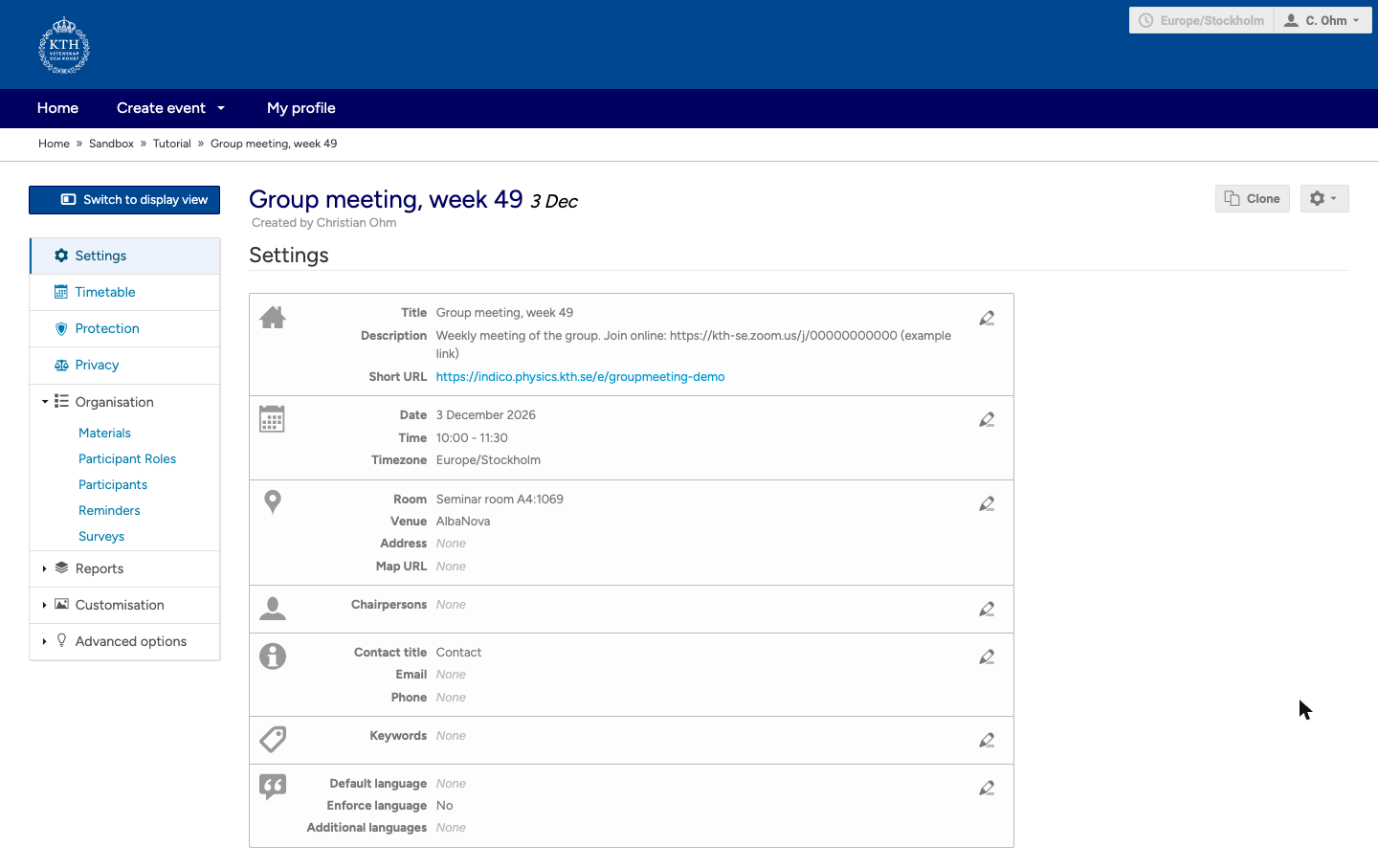 KTH
VETENSKAP
OCH KONST
Europe/Stockholm
C. Ohm
Home
Create event
My profile
Home » Sandbox » Tutorial » Group meeting, week 49
Switch to display view
Group meeting, week 49 3 Dec
Created by Christian Ohm
Clone
Settings
Settings
Timetable
Protection
Privacy
Organisation
Materials
Participant Roles
Participants
Reminders
Surveys
Reports
Customisation
Advanced options
Title Group meeting, week 49
Description Weekly meeting of the group. Join online: https://kth-se.zoom.us/j/00000000000 (example
link)
Short URL https://indico.physics.kth.se/e/groupmeeting-demo
Date 3 December 2026
Time 10:00 - 11:30
Timezone Europe/Stockholm
Room Seminar room A4:1069
Venue AlbaNova
Address None
Map URL None
Chairpersons None
Contact title Contact
Email None
Phone None
Keywords None
Default language None
Enforce language No
Additional languages None